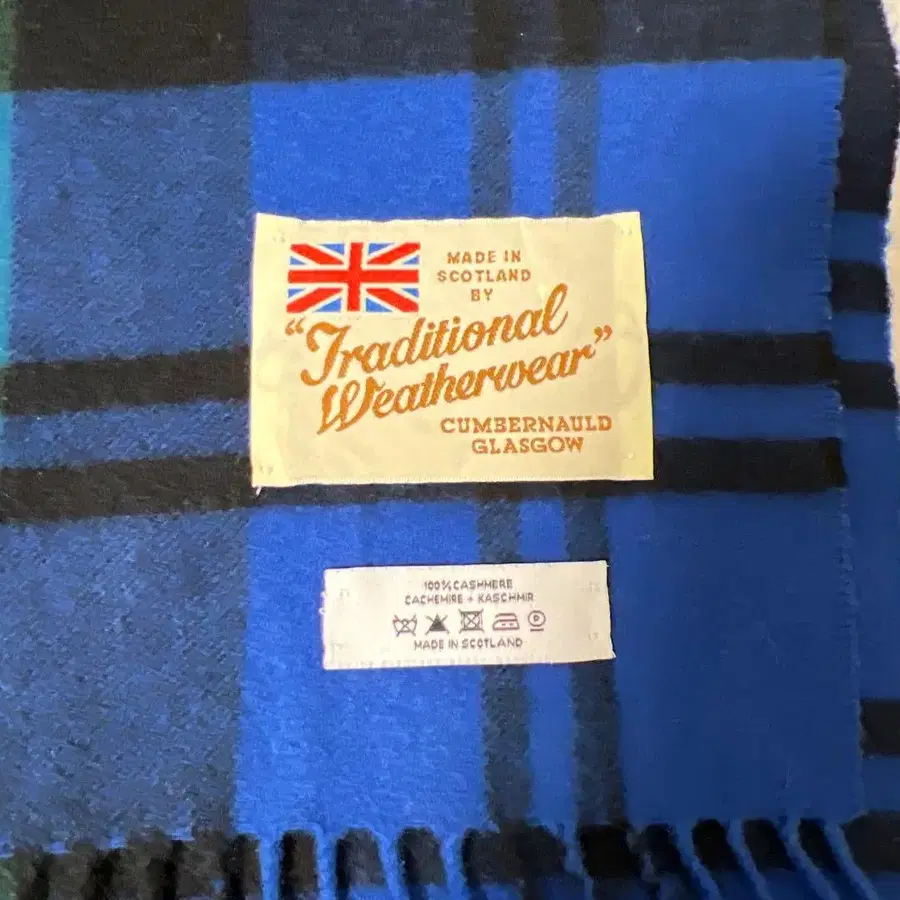 MADE IN
SCOTLAND
BY
"Traditional
Weatherwear"
CUMBERNAULD
GLASGOW
100% CASHMERE
CACHEMIRE + KASCHMIR
MADE IN SCOTLAND